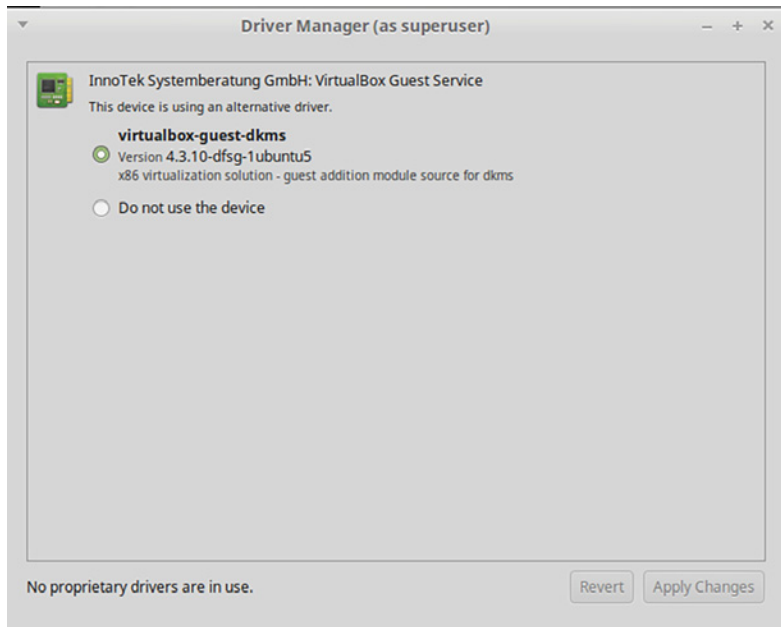 Driver Manager (as superuser)
InnoTek Systemberatung GmbH: VirtualBox Guest Service
This device is using an alternative driver.
virtualbox-guest-dkms
Version 4.3.10-dfsg-1ubuntu5
x86 virtualization solution - guest addition module source for dkms
Do not use the device
No proprietary drivers are in use.
Revert
Apply Changes